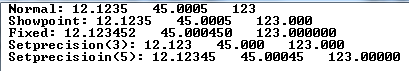 Normal: 12.1235   45.0005   123
Showpoint: 12.1235   45.0005   123.000
Fixed: 12.123452   45.000450   123.000000
Setprecision(3): 12.123   45.000   123.000
Setprecisioin(5): 12.12345   45.00045   123.00000